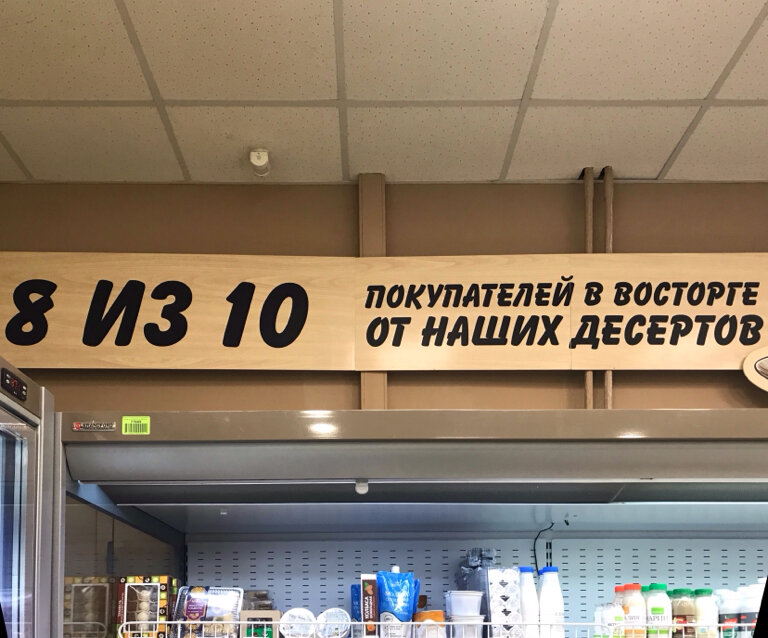 8 ИЗ 10
ПОКУПАТЕЛЕЙ В ВОСТОРГЕ
ОТ НАШИХ ДЕСЕРТОВ